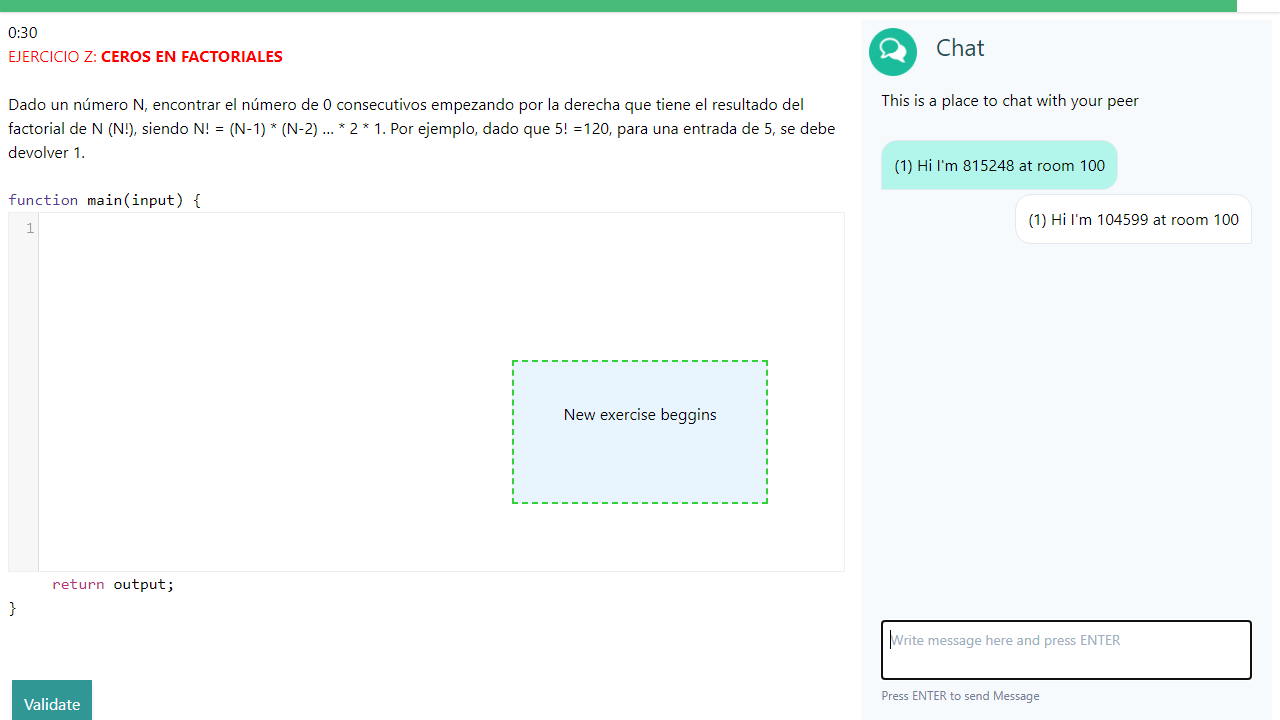 0:30
EJERCICIO Z: CEROS EN FACTORIALES
Dado un número N, encontrar el número de 0 consecutivos empezando por la derecha que tiene el resultado del
factorial de N (N!), siendo N! = (N-1) * (N-2) ... * 2 * 1. Por ejemplo, dado que 5! =120, para una entrada de 5, se debe
devolver 1.
function main(input) {
1
New exercise beggins
return output;
}
Validate
Chat
This is a place to chat with your peer
(1) Hi I'm 815248 at room 100
(1) Hi I'm 104599 at room 100
Write message here and press ENTER
Press ENTER to send Message